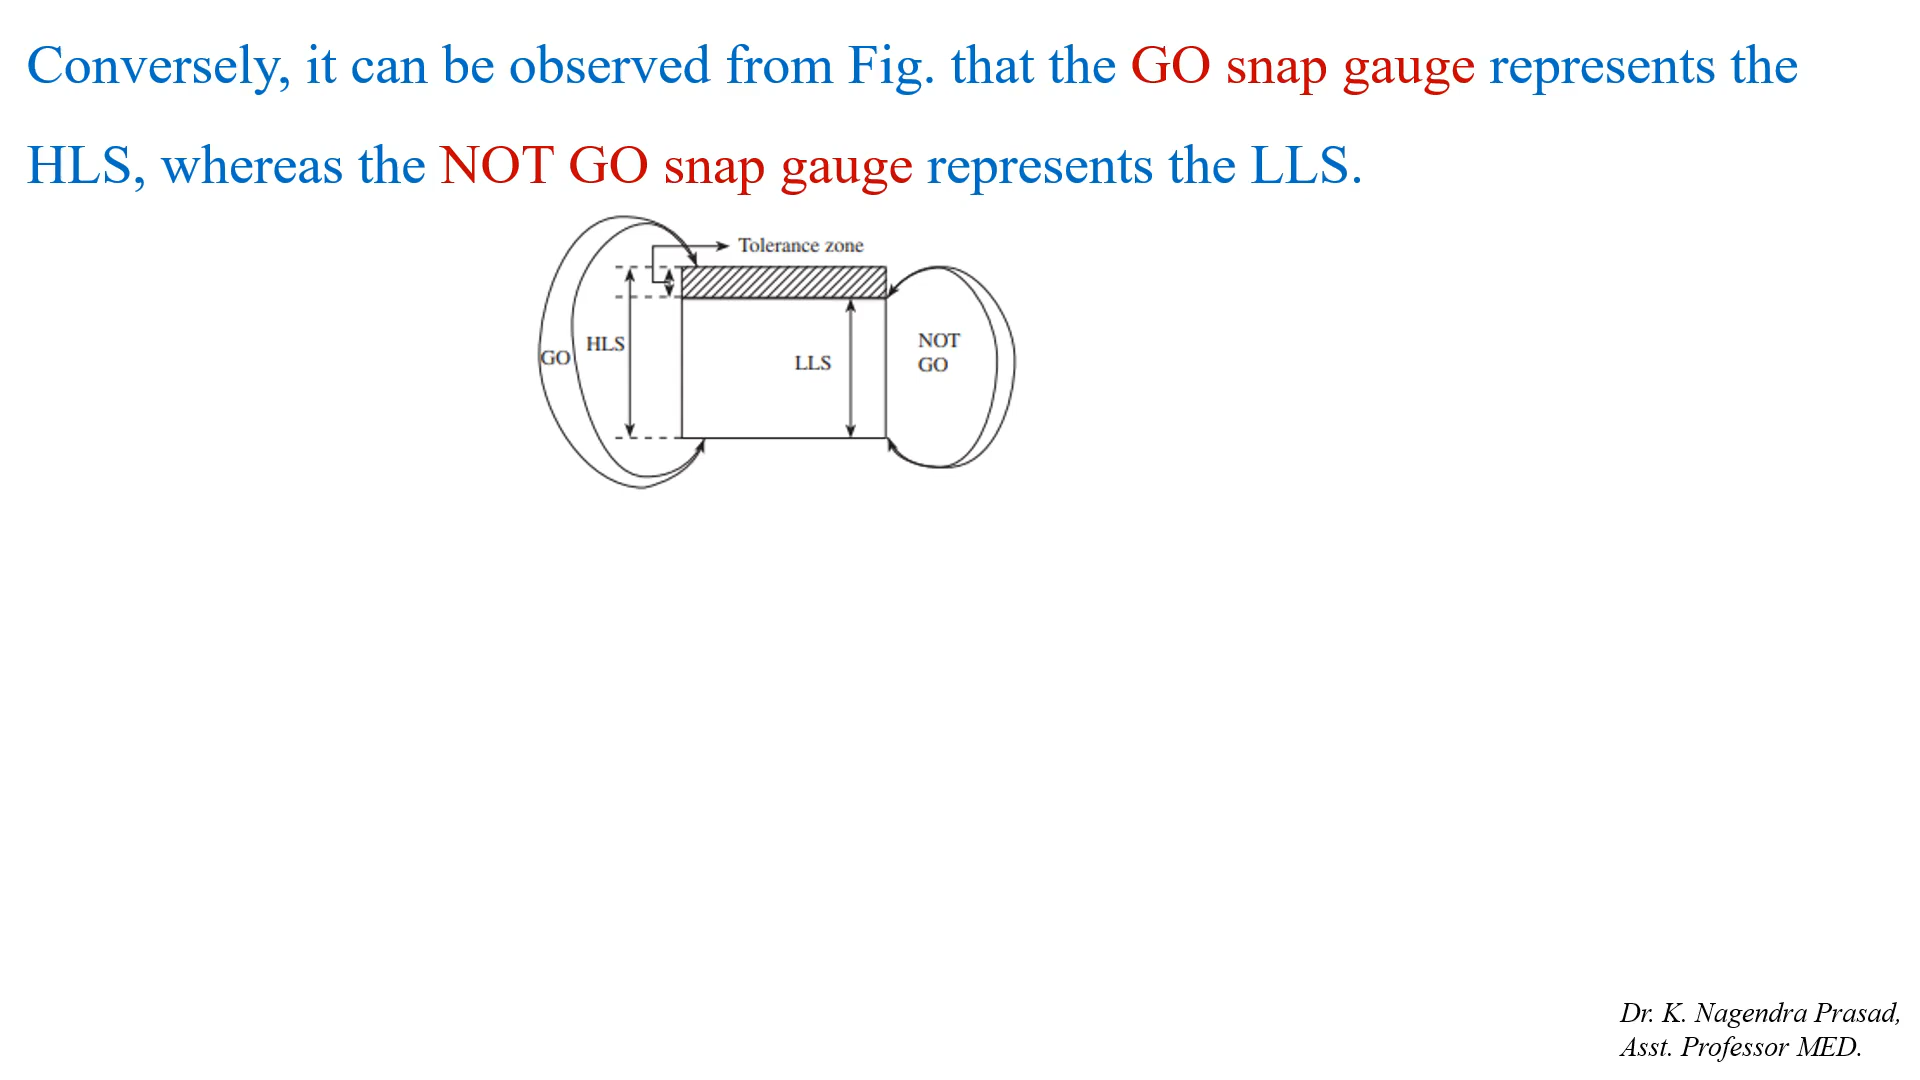 Conversely, it can be observed from Fig. that the GO snap gauge represents the
HLS, whereas the NOT GO snap gauge represents the LLS.
Tolerance zone
HLS
GO
LLS
NOT
GO
Dr. K. Nagendra Prasad,
Asst. Professor MED.